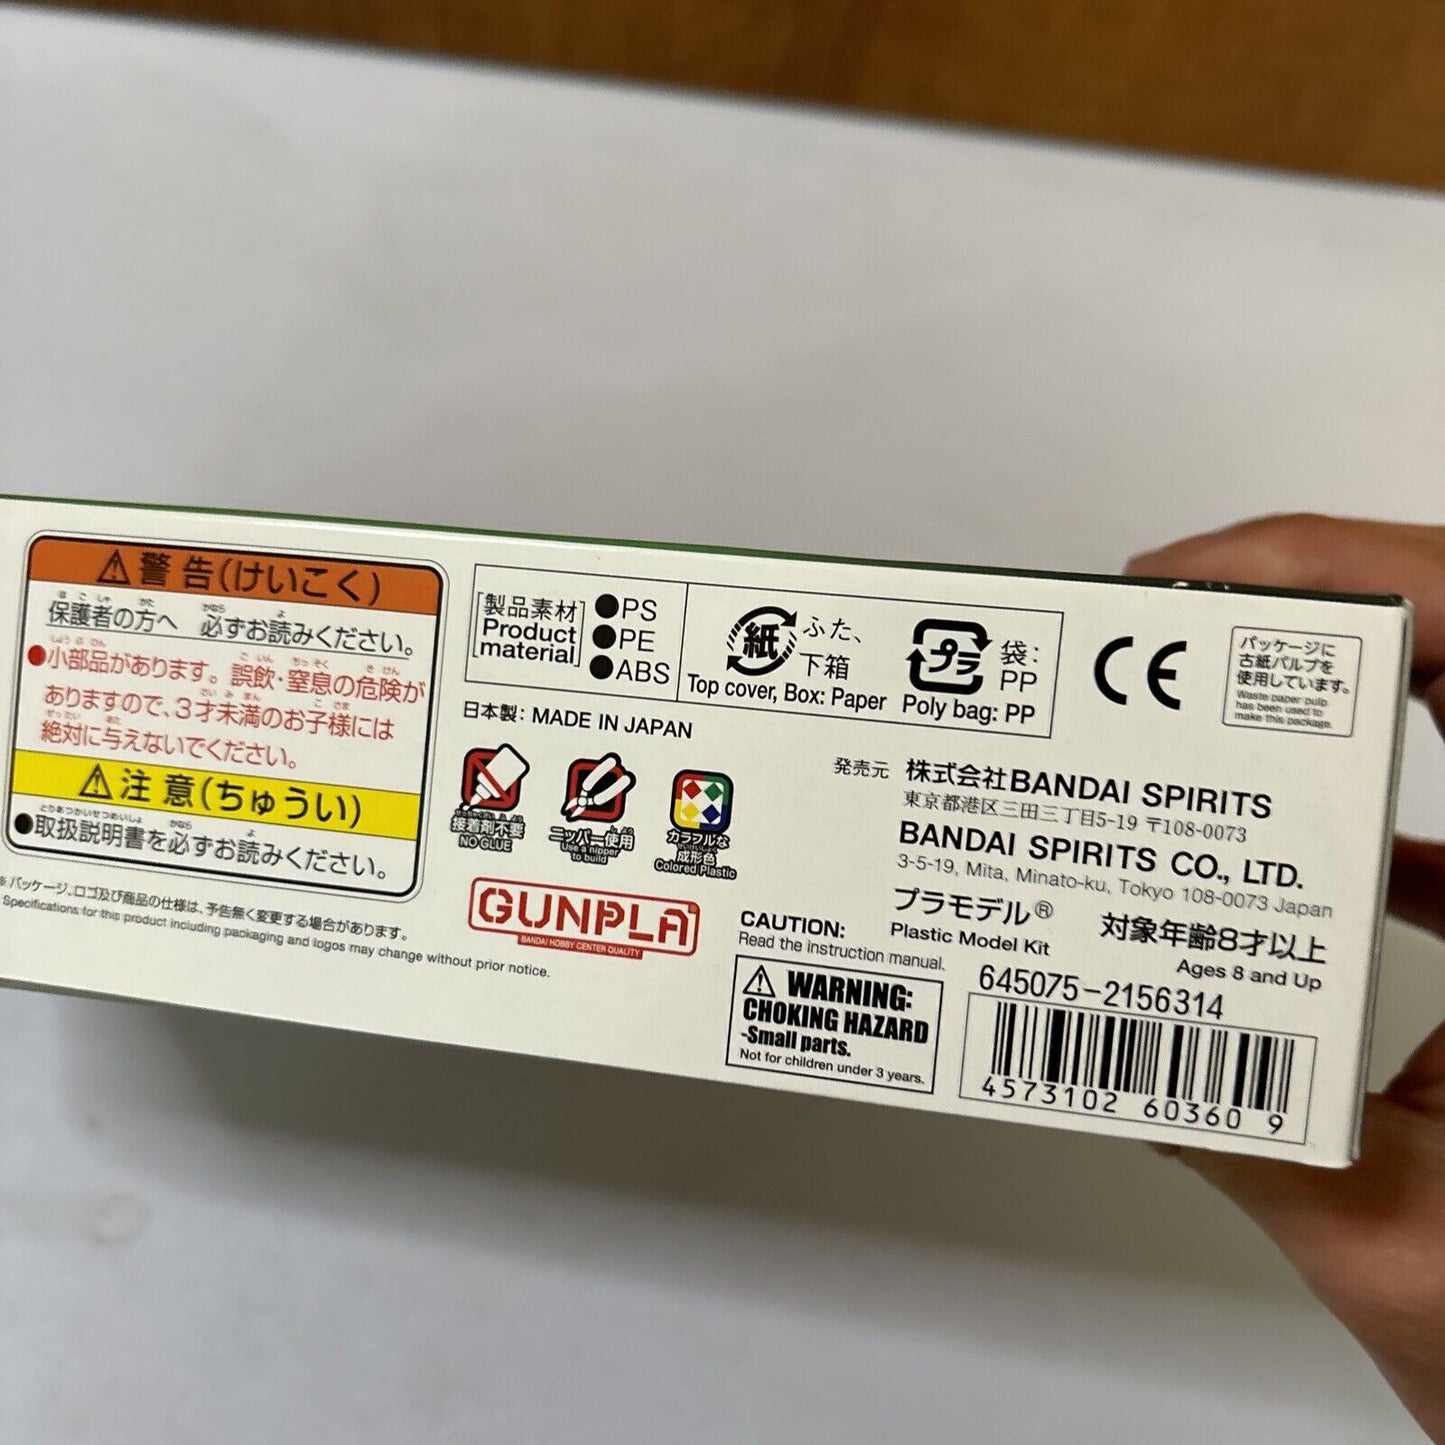 警告(けいこく)
保護者の方へ 必ずお読みください。
●小部品があります。誤飲・窒息の危険が
ありますので、3才未満のお子様には
絶対に与えないでください。
注意(ちゅうい)
●取扱説明書を必ずお読みください。
※パッケージ、ロゴ及び商品の仕様は、予告無く変更する場合があります。
Specifications for this product including packaging and logos may change without prior notice.
製品素材
Product
material
●PS
●PE
●ABS
紙
ふた、
下箱
Top cover, Box: Paper
プラ
袋:
PP
Poly bag: PP
CE
パッケージに
古紙パルプを
使用しています。
Waste paper pulp
has been used to
make this package.
日本製: MADE IN JAPAN
接着剤不要
NO GLUE
ニッパー使用
Use a nipper
to build
カラフルな
成形色
Colored Plastic
GUNPLA®
BANDAI HOBBY CENTER QUALITY
発売元 株式会社BANDAI SPIRITS
東京都港区三田三丁目5-19 〒108-0073
BANDAI SPIRITS CO., LTD.
3-5-19, Mita, Minato-ku, Tokyo 108-0073 Japan
プラモデル®
Plastic Model Kit
対象年齢8才以上
Ages 8 and Up
CAUTION:
Read the instruction manual.
WARNING:
CHOKING HAZARD
-Small parts.
Not for children under 3 years.
645075-2156314
4573102 60360 9